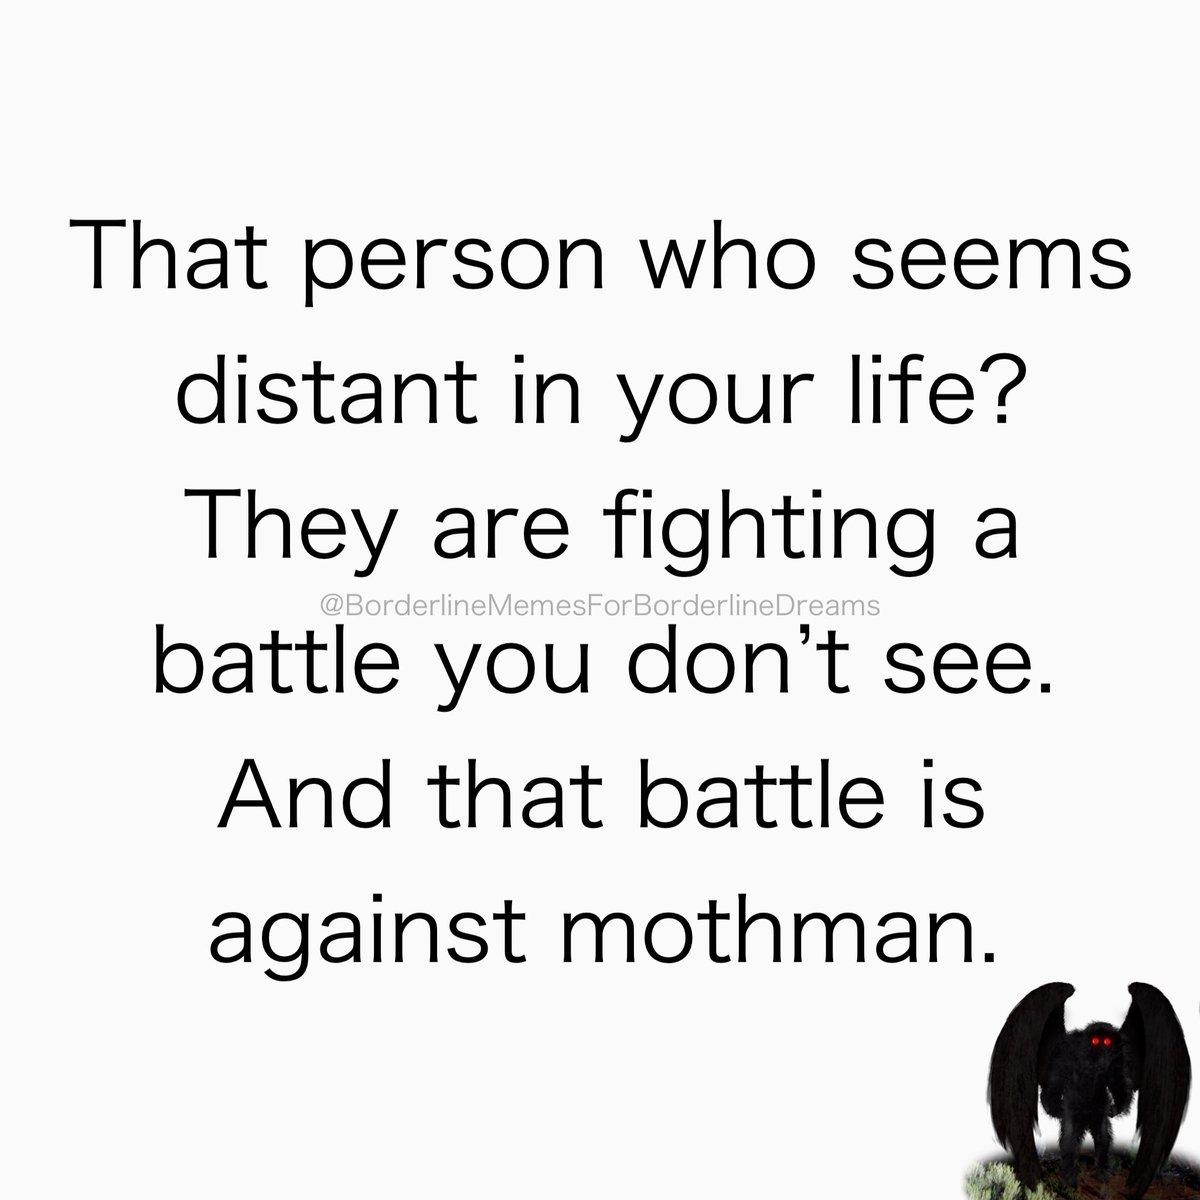 That person who seems
distant in your life?
They are fighting a
@BorderlineMemesForBorderlineDreams
battle you don’t see.
And that battle is
against mothman.